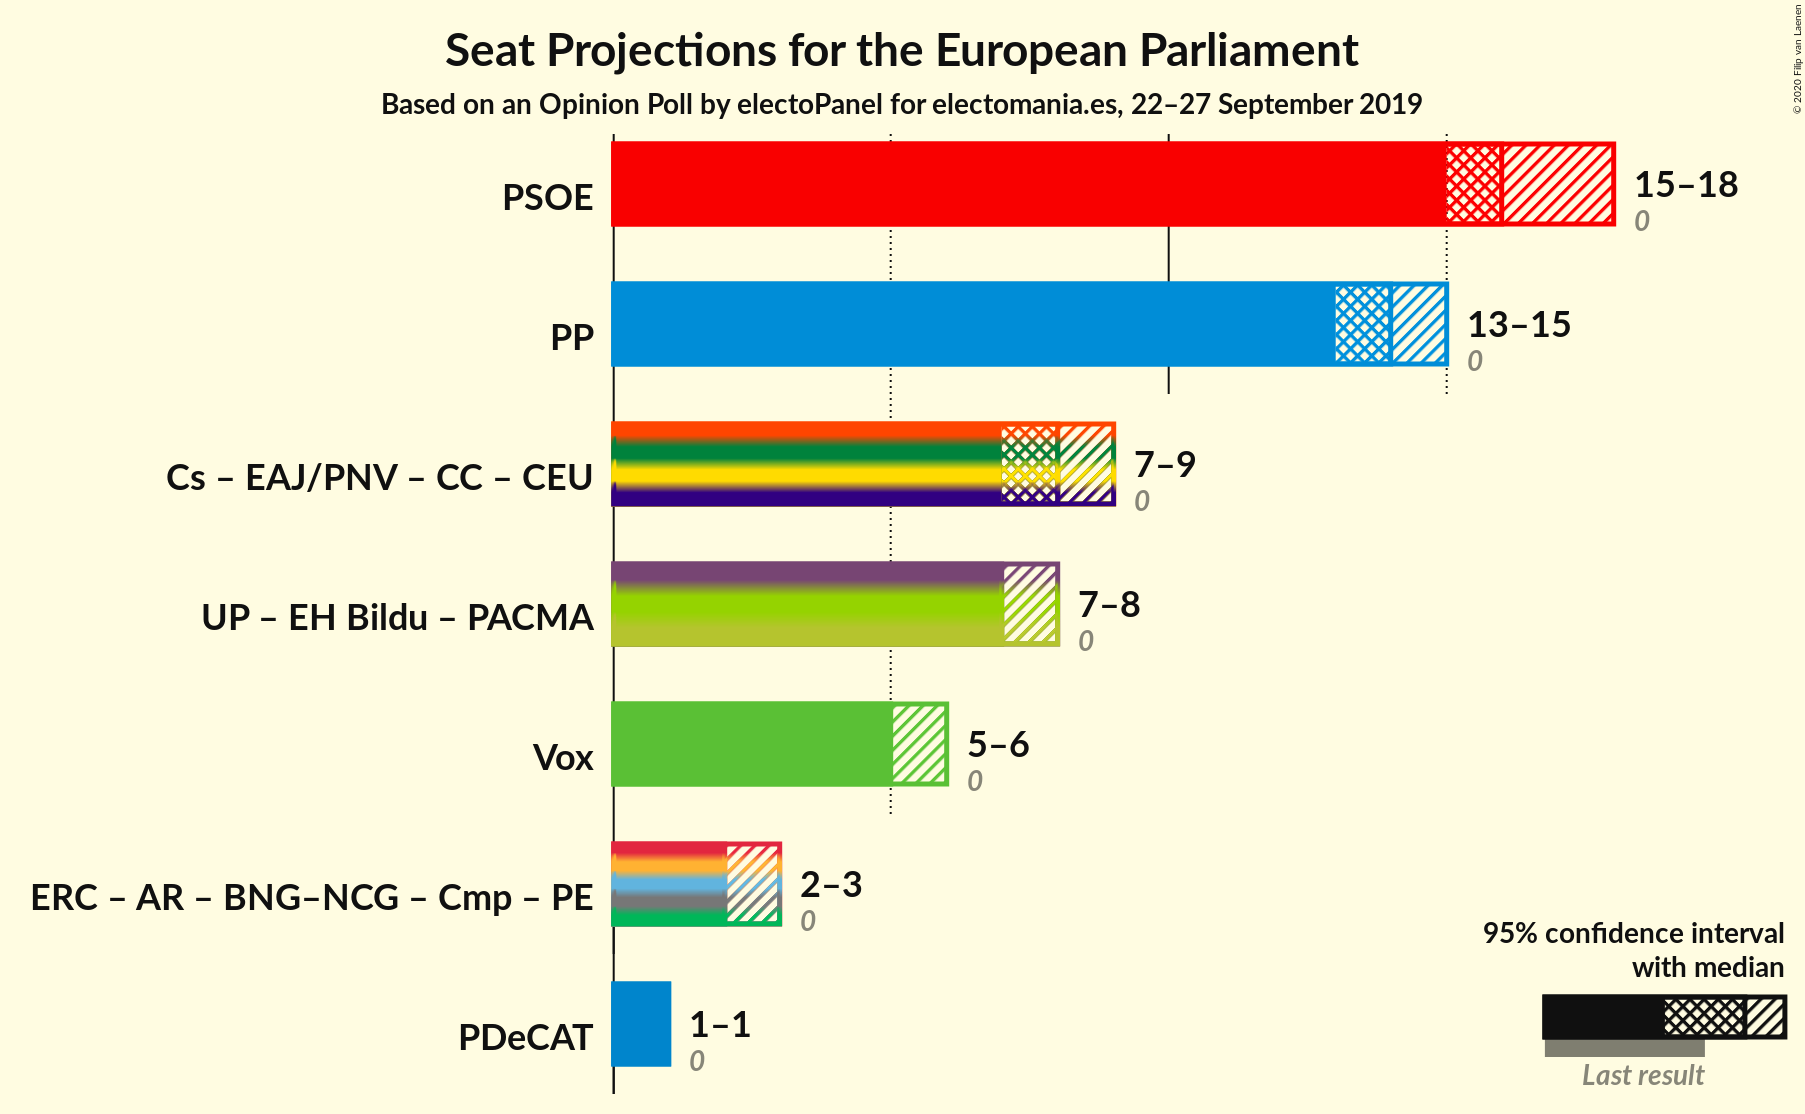 Seat Projections for the European Parliament
Based on an Opinion Poll by electoPanel for electomania.es, 22–27 September 2019
© 2020 Filip van Laenen
PSOE
15–18
0
PP
13–15
0
Cs – EAJ/PNV – CC – CEU
7–9
0
UP – EH Bildu – PACMA
7–8
0
Vox
5–6
0
ERC – AR – BNG–NCG – Cmp – PE
2–3
0
PDeCAT
1–1
0
95% confidence interval
with median
Last result